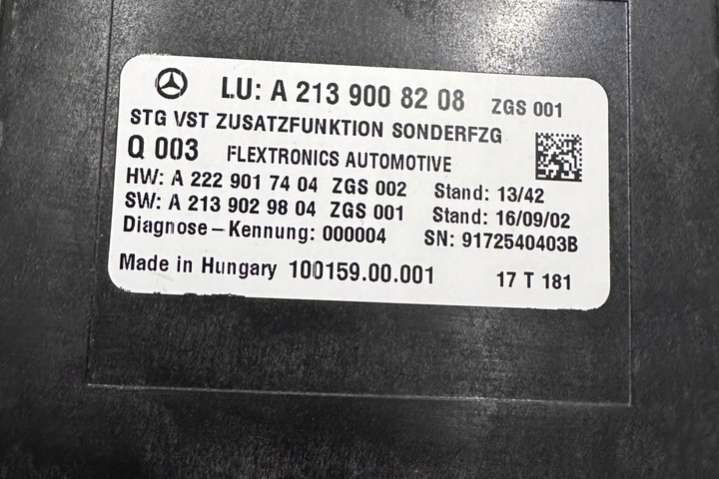 LU: A 213 900 82 08 ZGS 001
STG VST ZUSATZFUNKTION SONDERFZG
Q 003 FLEXTRONICS AUTOMOTIVE
HW: A 222 901 74 04 ZGS 002 Stand: 13/42
SW: A 213 902 98 04 ZGS 001 Stand: 16/09/02
Diagnose-Kennung: 000004 SN: 9172540403B
Made in Hungary 100159.00.001 17 T 181